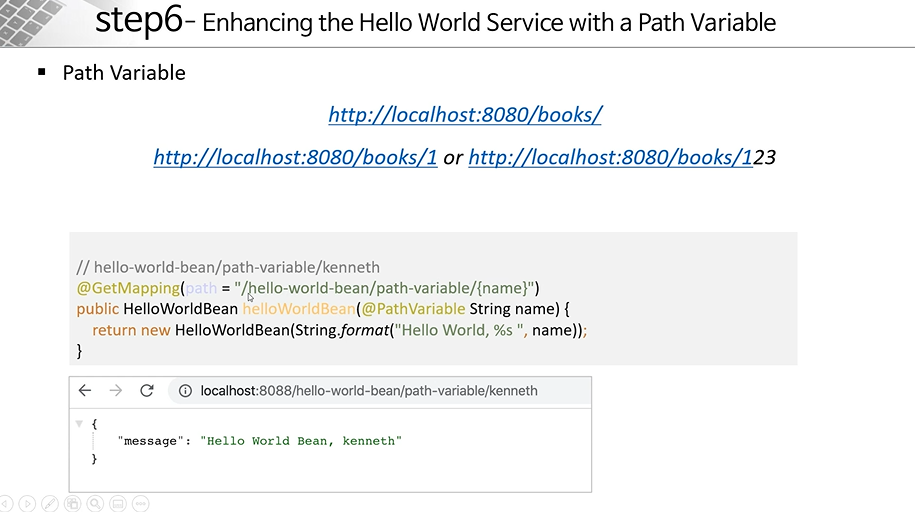 step6- Enhancing the Hello World Service with a Path Variable
▪ Path Variable
http://localhost:8080/books/
http://localhost:8080/books/1 or http://localhost:8080/books/123
// hello-world-bean/path-variable/kenneth
@GetMapping(path = "/hello-world-bean/path-variable/{name}")
public HelloWorldBean helloWorldBean(@PathVariable String name) {
return new HelloWorldBean(String.format("Hello World, %s ", name));
}
localhost:8088/hello-world-bean/path-variable/kenneth
{
"message": "Hello World Bean, kenneth"
}